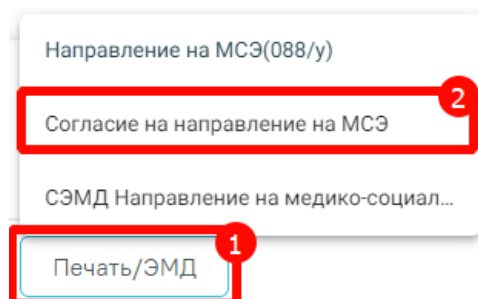 Направление на МСЭ(088/у)
2
Согласие на направление на МСЭ
СЭМД Направление на медико-социал...
1
Печать/ЭМД